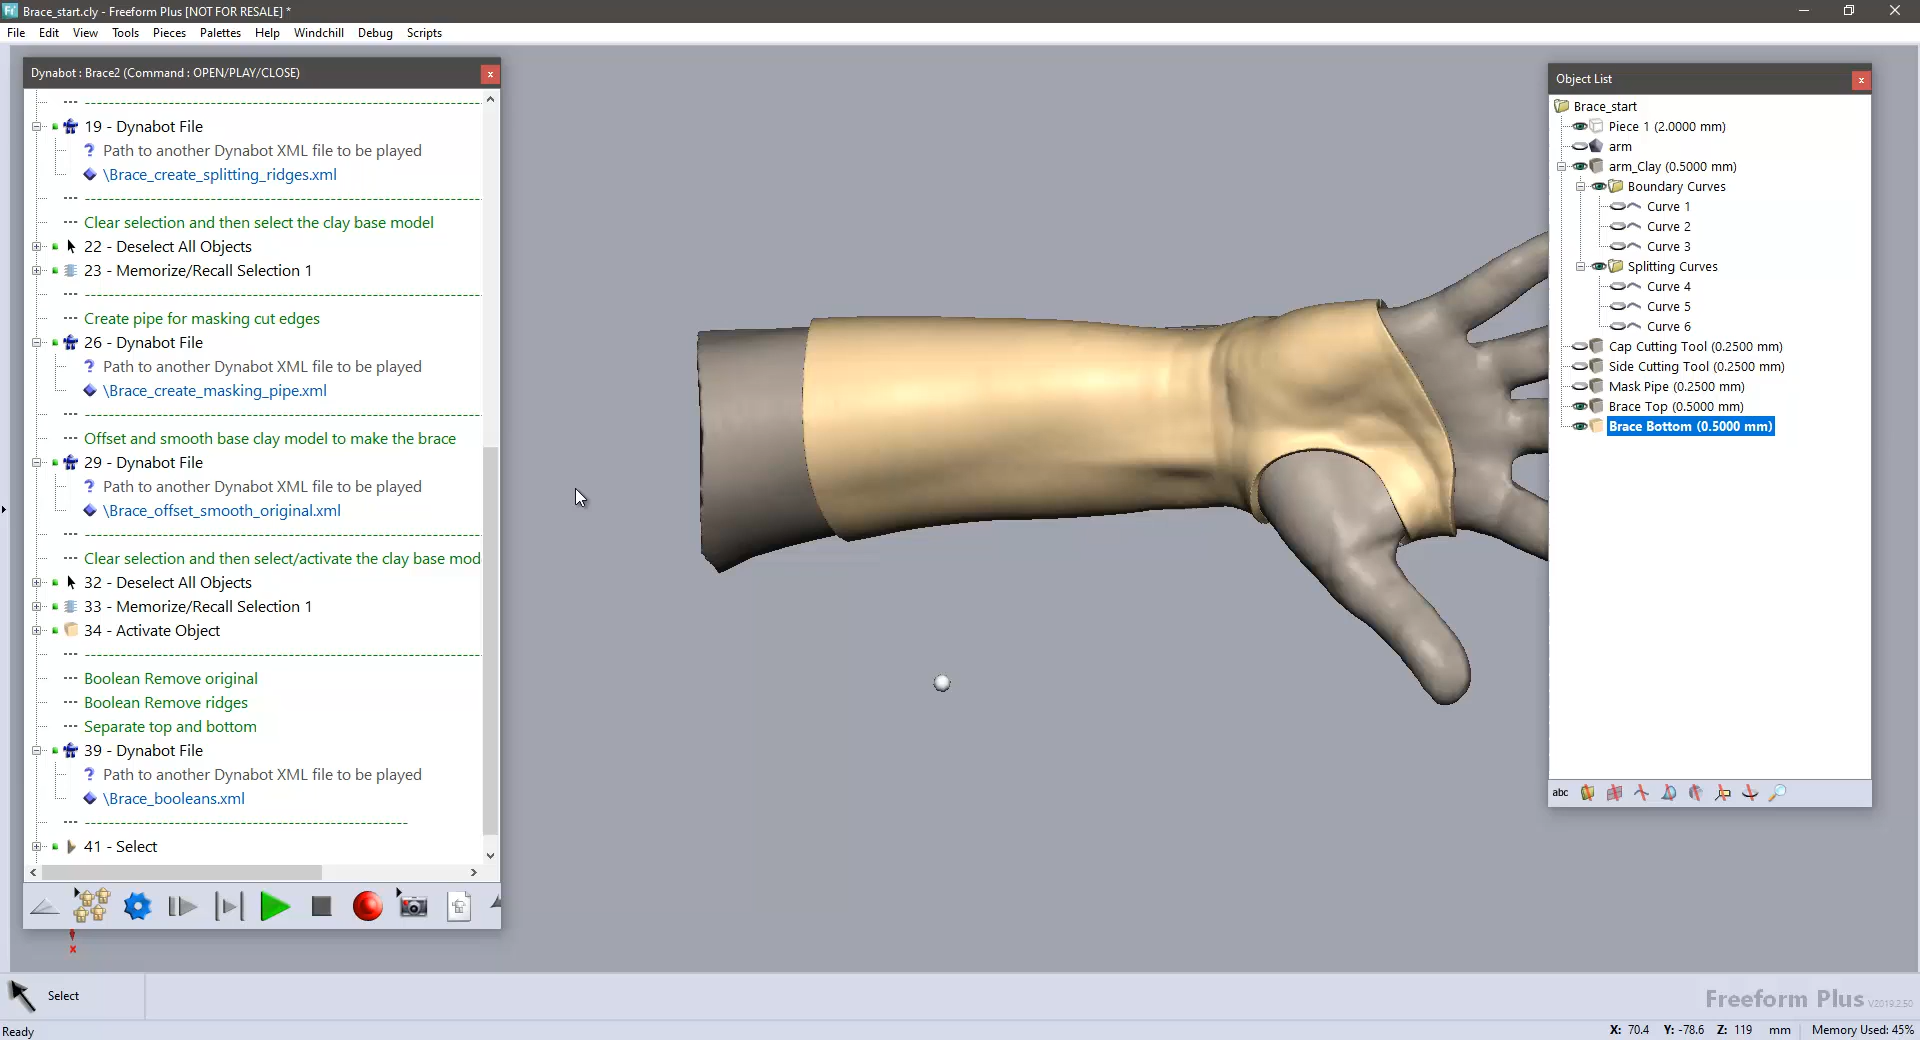 Brace_start.cly - Freeform Plus [NOT FOR RESALE] *
File Edit View Tools Pieces Palettes Help Windchill Debug Scripts
Dynabot : Brace2 (Command : OPEN/PLAY/CLOSE)
19 - Dynabot File
? Path to another Dynabot XML file to be played
\Brace_create_splitting_ridges.xml
Clear selection and then select the clay base model
22 - Deselect All Objects
23 - Memorize/Recall Selection 1
Create pipe for masking cut edges
26 - Dynabot File
? Path to another Dynabot XML file to be played
\Brace_create_masking_pipe.xml
Offset and smooth base clay model to make the brace
29 - Dynabot File
? Path to another Dynabot XML file to be played
\Brace_offset_smooth_original.xml
Clear selection and then select/activate the clay base mod
32 - Deselect All Objects
33 - Memorize/Recall Selection 1
34 - Activate Object
Boolean Remove original
Boolean Remove ridges
Separate top and bottom
39 - Dynabot File
? Path to another Dynabot XML file to be played
\Brace_booleans.xml
41 - Select
x
Object List
Brace_start
Piece 1 (2.0000 mm)
arm
arm_Clay (0.5000 mm)
Boundary Curves
Curve 1
Curve 2
Curve 3
Splitting Curves
Curve 4
Curve 5
Curve 6
Cap Cutting Tool (0.2500 mm)
Side Cutting Tool (0.2500 mm)
Mask Pipe (0.2500 mm)
Brace Top (0.5000 mm)
Brace Bottom (0.5000 mm)
abc
Select
Freeform Plus V2019.2.50
Ready
X: 70.4 Y: -78.6 Z: 119 mm Memory Used: 45%